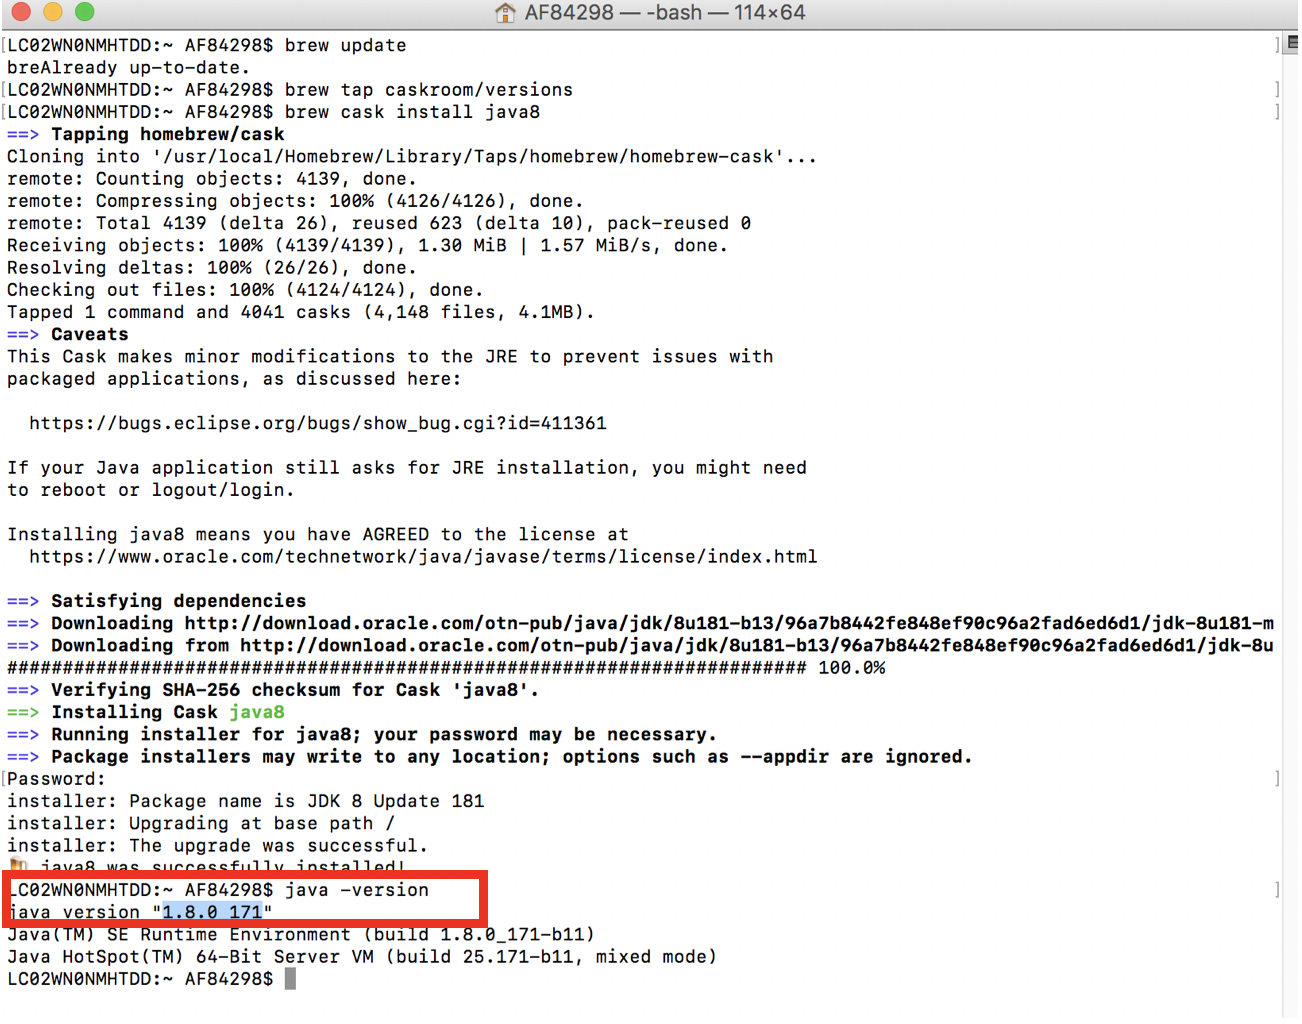 AF84298 — -bash — 114×64
LC02WN0NMHTDD:~ AF84298$ brew update
breAlready up-to-date.
LC02WN0NMHTDD:~ AF84298$ brew tap caskroom/versions
LC02WN0NMHTDD:~ AF84298$ brew cask install java8
==> Tapping homebrew/cask
Cloning into '/usr/local/Homebrew/Library/Taps/homebrew/homebrew-cask'...
remote: Counting objects: 4139, done.
remote: Compressing objects: 100% (4126/4126), done.
remote: Total 4139 (delta 26), reused 623 (delta 10), pack-reused 0
Receiving objects: 100% (4139/4139), 1.30 MiB | 1.57 MiB/s, done.
Resolving deltas: 100% (26/26), done.
Checking out files: 100% (4124/4124), done.
Tapped 1 command and 4041 casks (4,148 files, 4.1MB).
==> Caveats
This Cask makes minor modifications to the JRE to prevent issues with
packaged applications, as discussed here:
https://bugs.eclipse.org/bugs/show_bug.cgi?id=411361
If your Java application still asks for JRE installation, you might need
to reboot or logout/login.
Installing java8 means you have AGREED to the license at
https://www.oracle.com/technetwork/java/javase/terms/license/index.html
==> Satisfying dependencies
==> Downloading http://download.oracle.com/otn-pub/java/jdk/8u181-b13/96a7b8442fe848ef90c96a2fad6ed6d1/jdk-8u181-m
==> Downloading from http://download.oracle.com/otn-pub/java/jdk/8u181-b13/96a7b8442fe848ef90c96a2fad6ed6d1/jdk-8u
######################################################################## 100.0%
==> Verifying SHA-256 checksum for Cask 'java8'.
==> Installing Cask java8
==> Running installer for java8; your password may be necessary.
==> Package installers may write to any location; options such as --appdir are ignored.
Password:
installer: Package name is JDK 8 Update 181
installer: Upgrading at base path /
installer: The upgrade was successful.
🍺 java8 was successfully installed!
LC02WN0NMHTDD:~ AF84298$ java -version
java version "1.8.0_171"
Java(TM) SE Runtime Environment (build 1.8.0_171-b11)
Java HotSpot(TM) 64-Bit Server VM (build 25.171-b11, mixed mode)
LC02WN0NMHTDD:~ AF84298$